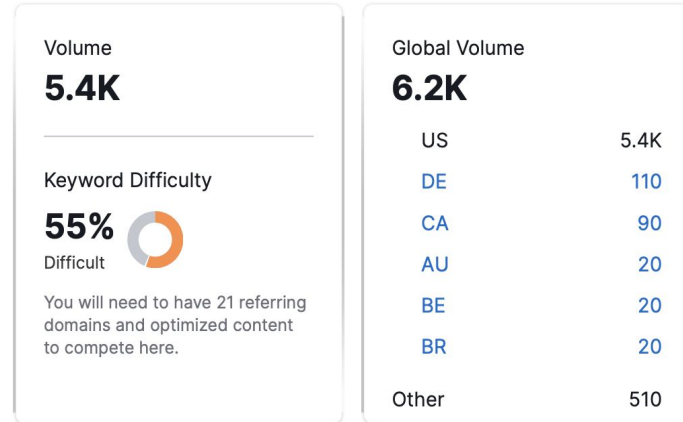 Volume
5.4K
Keyword Difficulty
55%
Difficult
You will need to have 21 referring
domains and optimized content
to compete here.
Global Volume
6.2K
US 5.4K
DE 110
CA 90
AU 20
BE 20
BR 20
Other 510